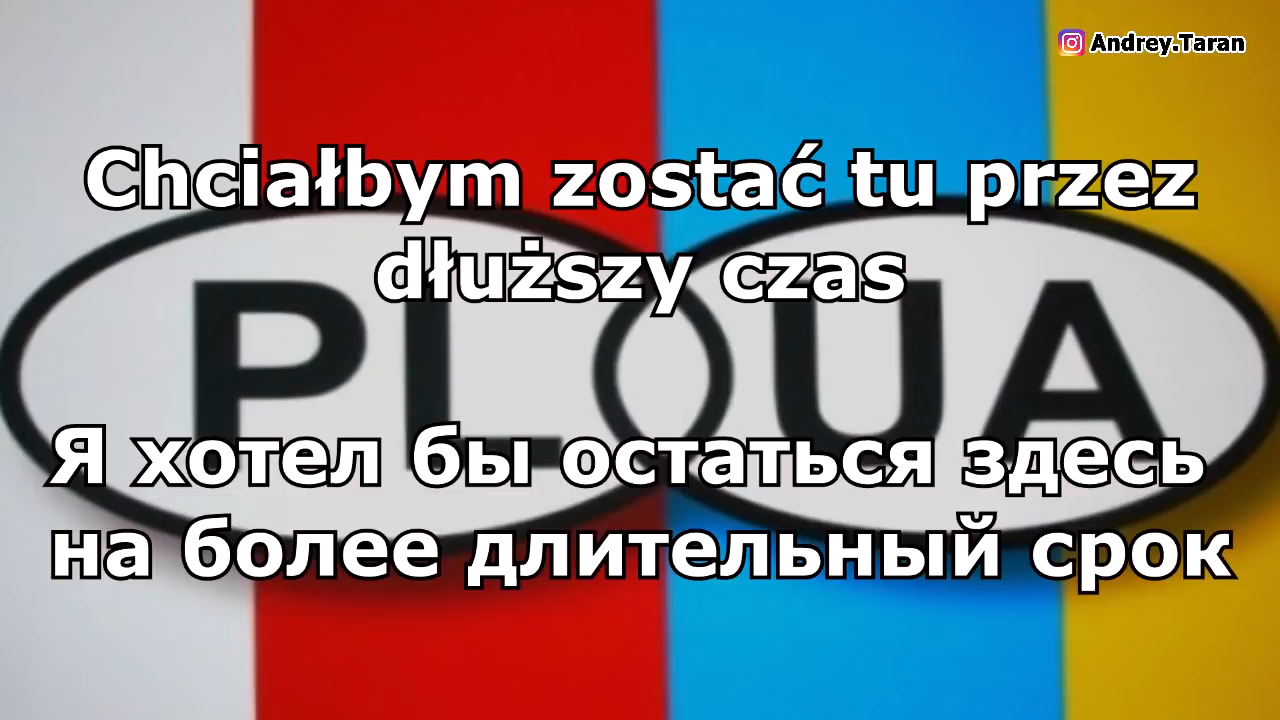 Andrey.Taran
Chciałbym zostać tu przez
dłuższy czas
PL UA
Я хотел бы остаться здесь
на более длительный срок